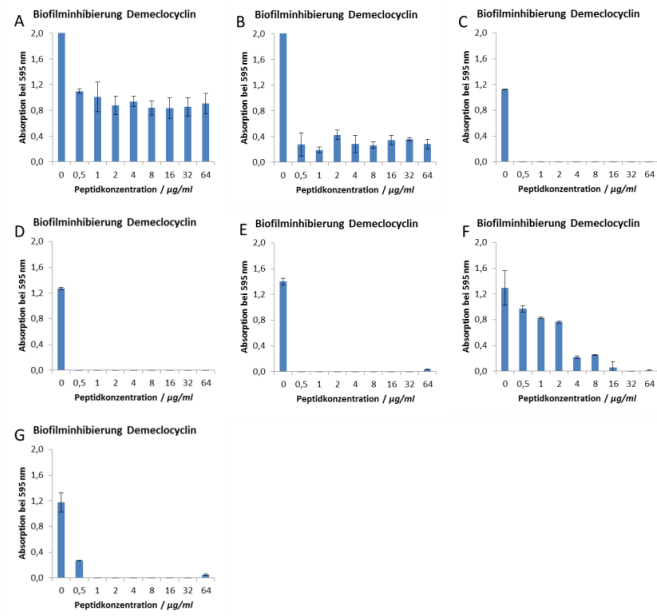 A
Biofilminhibierung Demeclocyclin
Absorption bei 595 nm
2,0
1,6
1,2
0,8
0,4
0,0
0 0,5 1 2 4 8 16 32 64
Peptidkonzentration / µg/ml
B
Biofilminhibierung Demeclocyclin
Absorption bei 595 nm
2,0
1,6
1,2
0,8
0,4
0,0
0 0,5 1 2 4 8 16 32 64
Peptidkonzentration / µg/ml
C
Biofilminhibierung Demeclocyclin
Absorption bei 595 nm
2,0
1,6
1,2
0,8
0,4
0,0
0 0,5 1 2 4 8 16 32 64
Peptidkonzentration / µg/ml
D
Biofilminhibierung Demeclocyclin
Absorption bei 595 nm
2,0
1,6
1,2
0,8
0,4
0,0
0 0,5 1 2 4 8 16 32 64
Peptidkonzentration / µg/ml
E
Biofilminhibierung Demeclocyclin
Absorption bei 595 nm
2,0
1,6
1,2
0,8
0,4
0,0
0 0,5 1 2 4 8 16 32 64
Peptidkonzentration / µg/ml
F
Biofilminhibierung Demeclocyclin
Absorption bei 595 nm
2,0
1,6
1,2
0,8
0,4
0,0
0 0,5 1 2 4 8 16 32 64
Peptidkonzentration / µg/ml
G
Biofilminhibierung Demeclocyclin
Absorption bei 595 nm
2,0
1,6
1,2
0,8
0,4
0,0
0 0,5 1 2 4 8 16 32 64
Peptidkonzentration / µg/ml